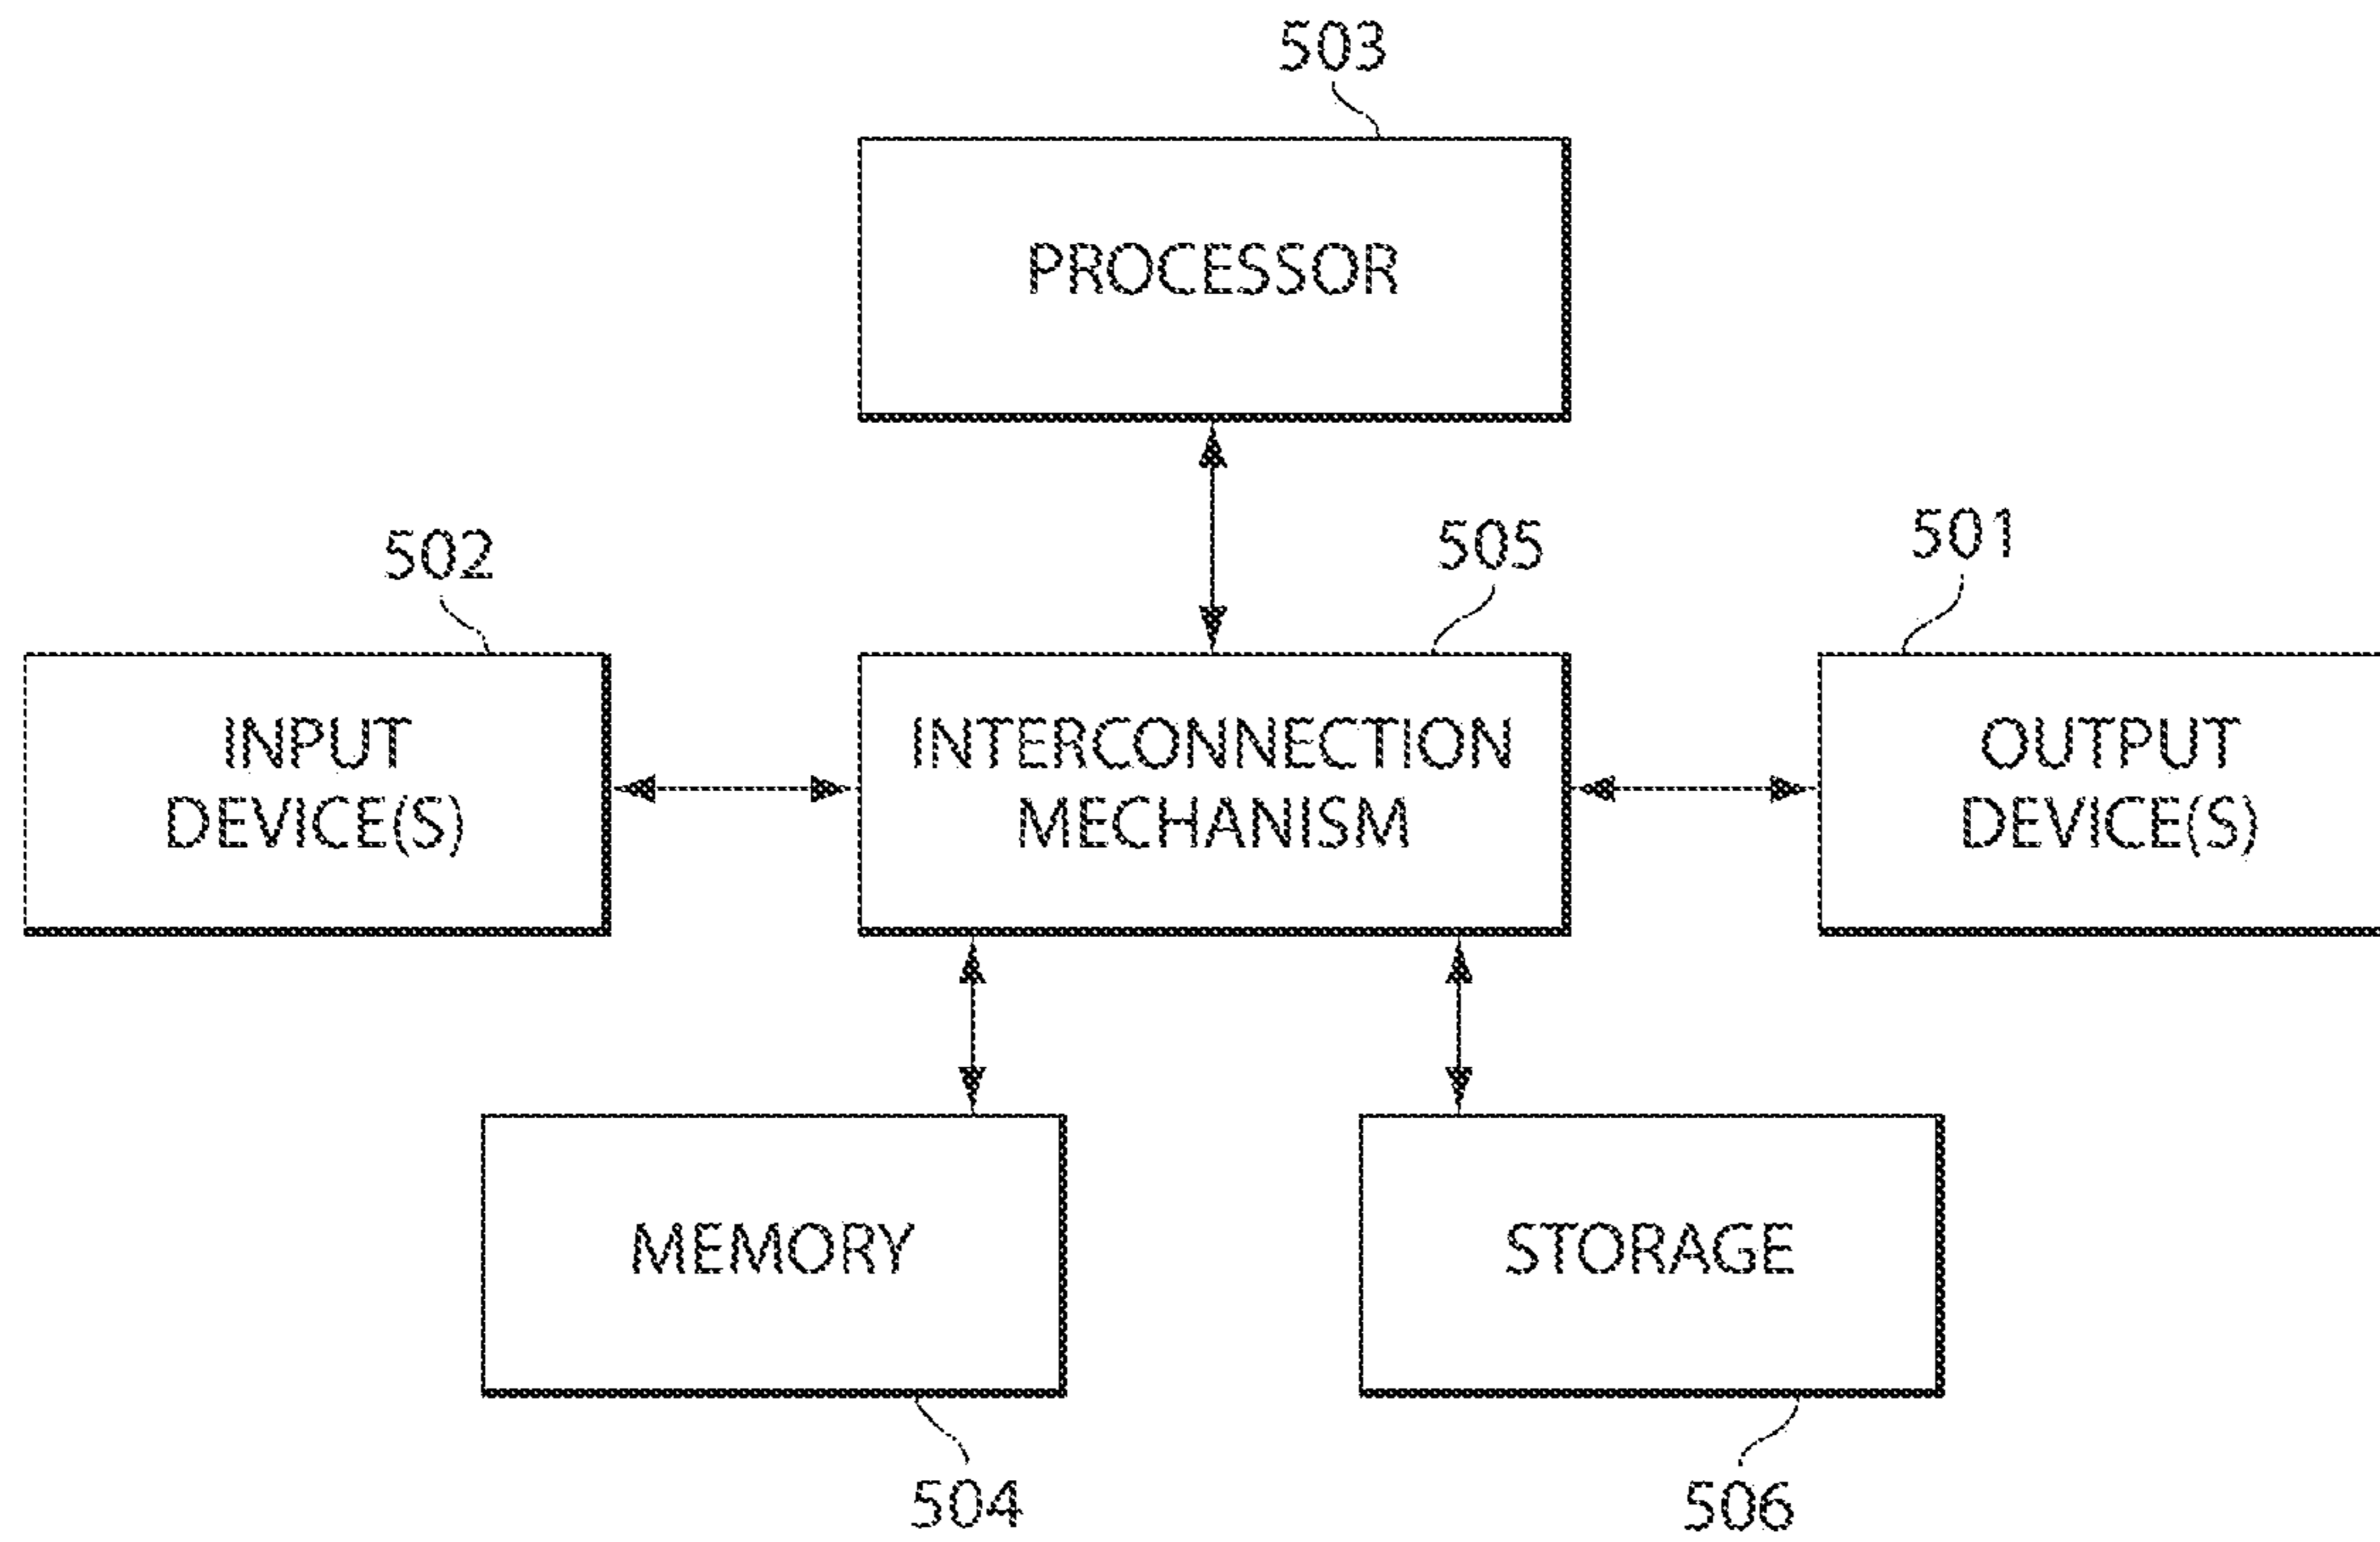 503
PROCESSOR
502
505
501
INPUT
DEVICE(S)
INTERCONNECTION
MECHANISM
OUTPUT
DEVICE(S)
MEMORY
STORAGE
504
506